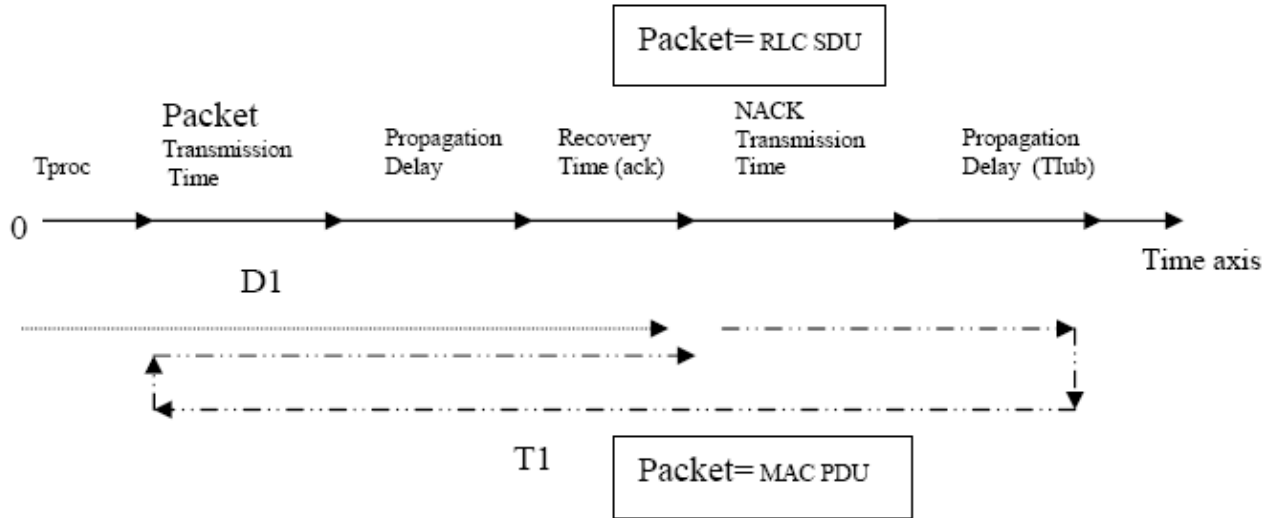 Packet= RLC SDU
Tproc
Packet
Transmission
Time
Propagation
Delay
Recovery
Time (ack)
NACK
Transmission
Time
Propagation
Delay (TIub)
0
Time axis
D1
T1
Packet= MAC PDU